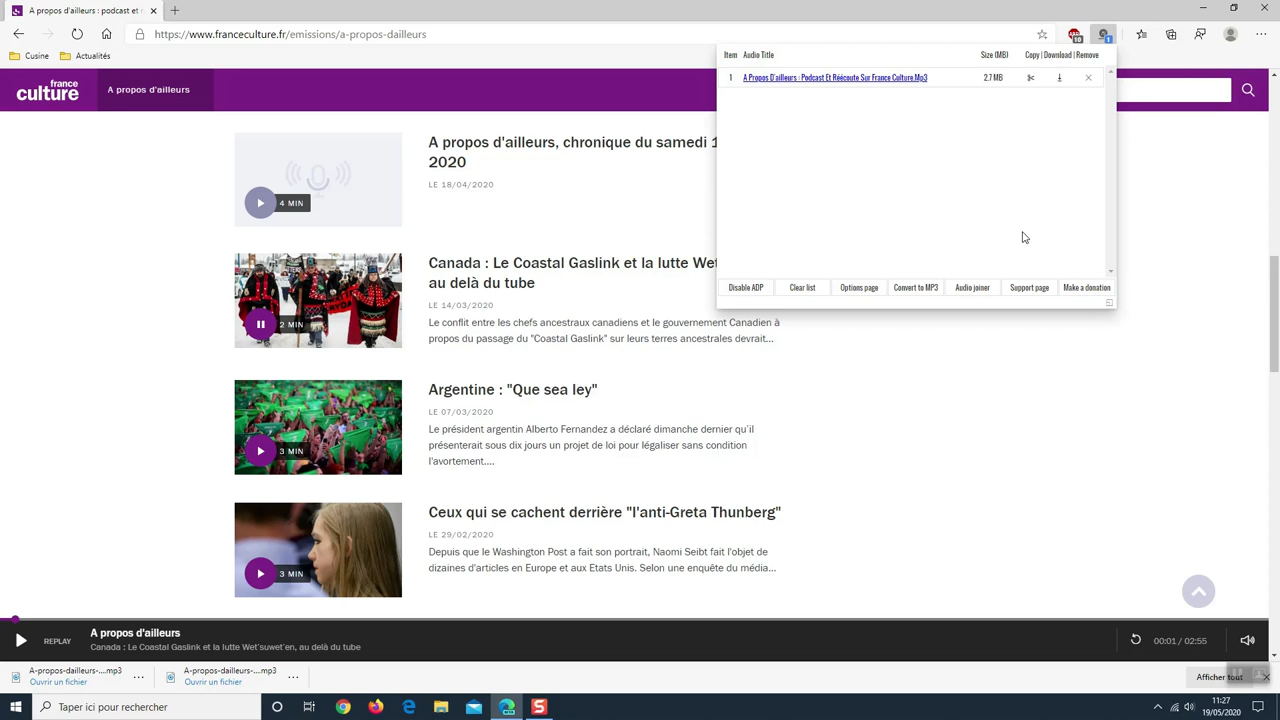 A propos d'ailleurs : podcast et r
https://www.franceculture.fr/emissions/a-propos-dailleurs
10
1
Cusine
Actualités
france
culture
A propos d'ailleurs
Item Audio Title Size (MB) Copy | Download | Remove
1 A Propos D'ailleurs : Podcast Et Réécoute Sur France Culture.Mp3 2.7 MB
Disable ADP Clear list Options page Convert to MP3 Audio joiner Support page Make a donation
4 MIN
A propos d'ailleurs, chronique du samedi 1
2020
LE 18/04/2020
2 MIN
Canada : Le Coastal Gaslink et la lutte Wet
au delà du tube
LE 14/03/2020
Le conflit entre les chefs ancestraux canadiens et le gouvernement Canadien à
propos du passage du "Coastal Gaslink" sur leurs terres ancestrales devrait...
3 MIN
Argentine : "Que sea ley"
LE 07/03/2020
Le président argentin Alberto Fernandez a déclaré dimanche dernier qu'il
présenterait sous dix jours un projet de loi pour légaliser sans condition
l'avortement....
3 MIN
Ceux qui se cachent derrière "l'anti-Greta Thunberg"
LE 29/02/2020
Depuis que le Washington Post a fait son portrait, Naomi Seibt fait l'objet de
dizaines d'articles en Europe et aux Etats Unis. Selon une enquête du média...
REPLAY
A propos d'ailleurs
Canada : Le Coastal Gaslink et la lutte Wet'suwet'en, au delà du tube
00:01 / 02:55
A-propos-dailleurs-....mp3
Ouvrir un fichier
A-propos-dailleurs-....mp3
Ouvrir un fichier
Afficher tout
Taper ici pour rechercher
11:27
19/05/2020